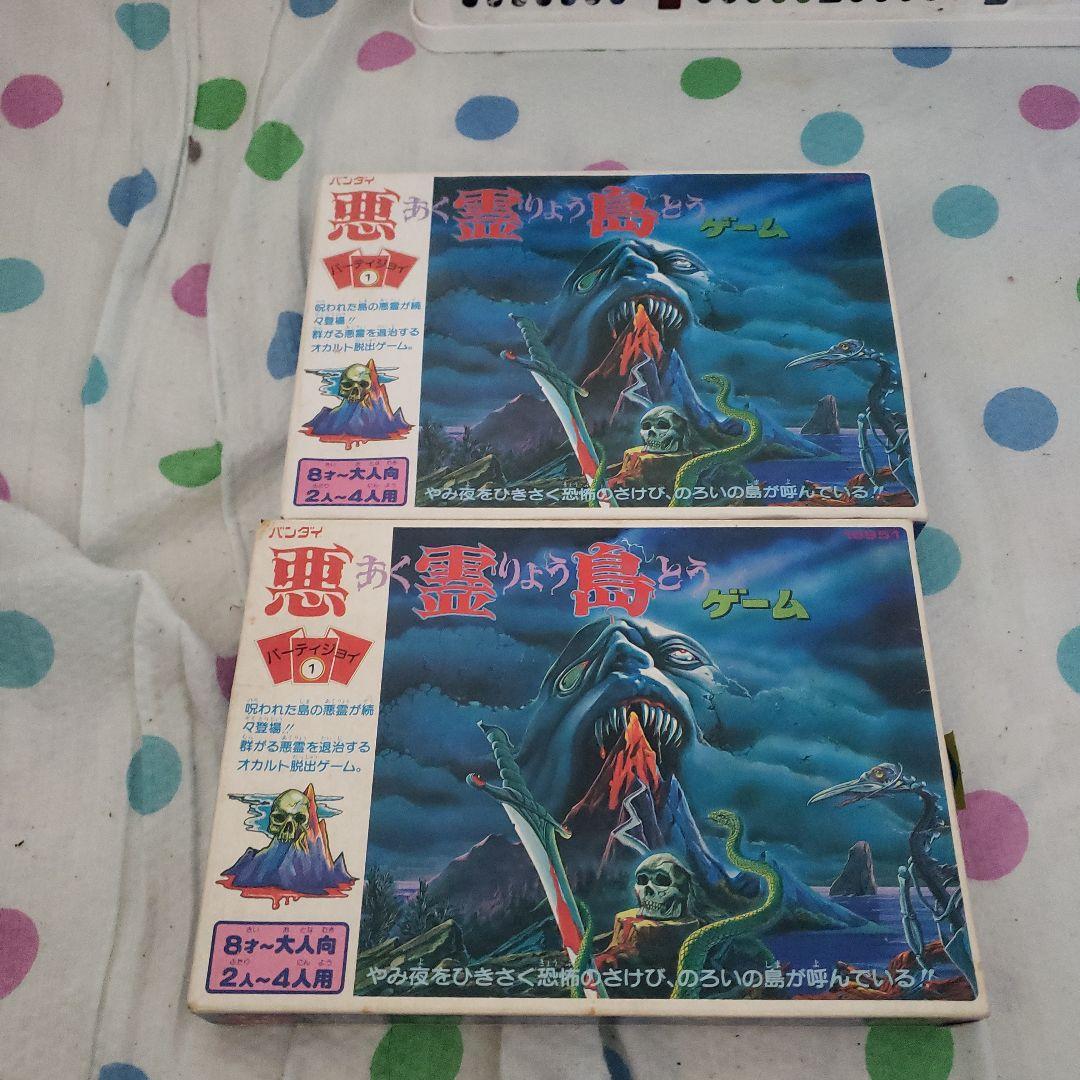 バンダイ
悪あく霊りょう島とう
ゲーム
パーティジョイ
1
呪われた島の悪霊が続
々登場!!
群がる悪霊を退治する
オカルト脱出ゲーム。
8才~大人向
2人~4人用
やみ夜をひきさく恐怖のさけび、のろいの島が呼んでいる!!
バンダイ
悪あく霊りょう島とう
ゲーム
16951
パーティジョイ
1
呪われた島の悪霊が続
々登場!!
群がる悪霊を退治する
オカルト脱出ゲーム。
8才~大人向
2人~4人用
やみ夜をひきさく恐怖のさけび、のろいの島が呼んでいる!!